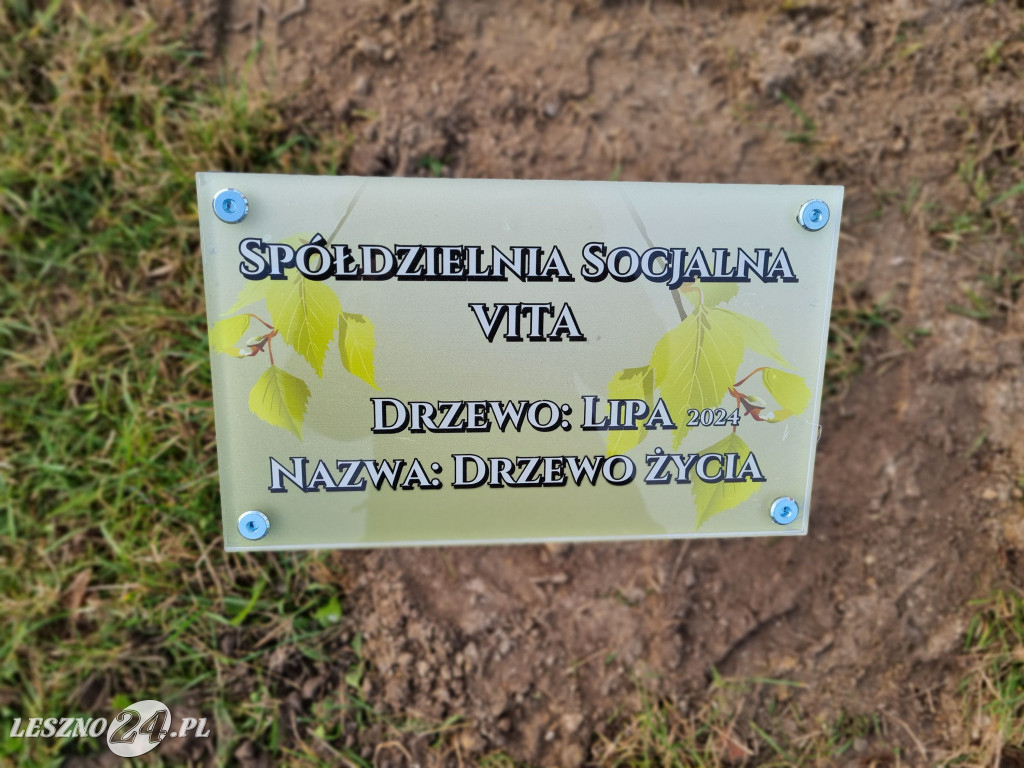 Spółdzielnia Socjalna
VITA
Drzewo: Lipa 2024
Nazwa: Drzewo Życia
LESZNO24.PL